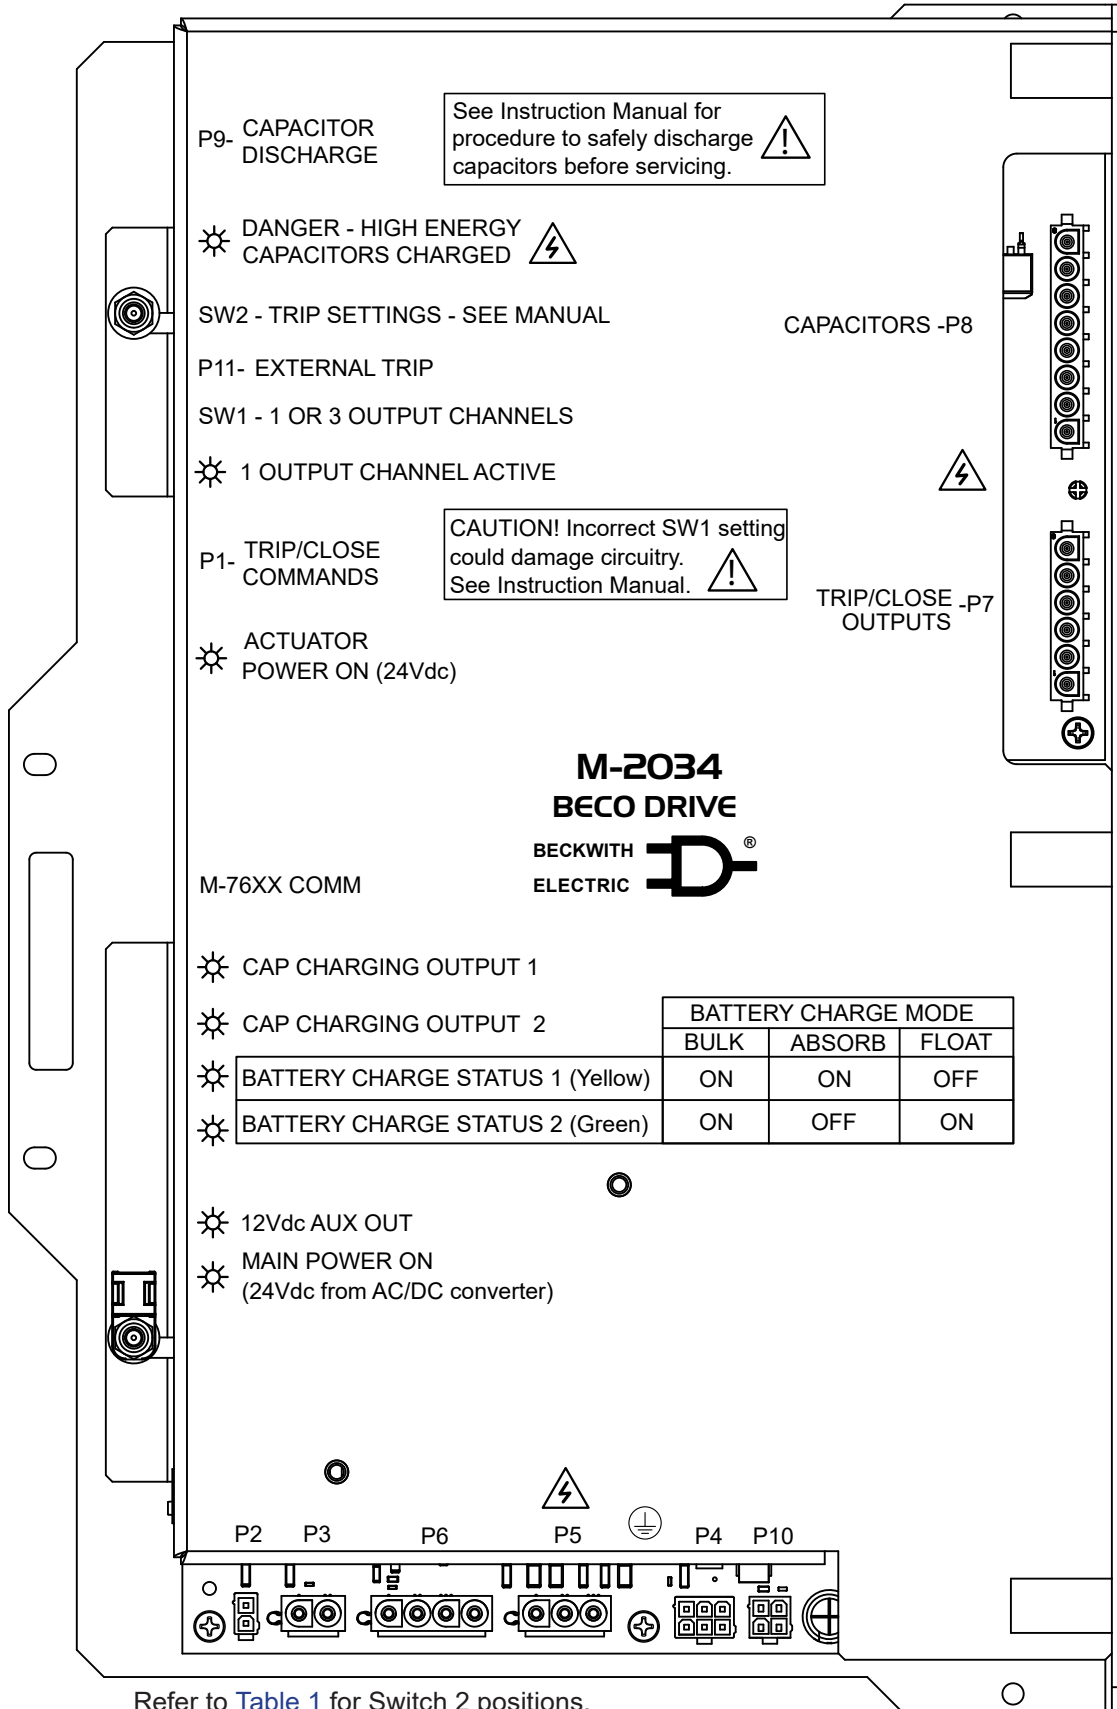 P9- CAPACITOR
DISCHARGE
See Instruction Manual for
procedure to safely discharge
capacitors before servicing.
DANGER - HIGH ENERGY
CAPACITORS CHARGED
SW2 - TRIP SETTINGS - SEE MANUAL
CAPACITORS -P8
P11- EXTERNAL TRIP
SW1 - 1 OR 3 OUTPUT CHANNELS
1 OUTPUT CHANNEL ACTIVE
P1- TRIP/CLOSE
COMMANDS
CAUTION! Incorrect SW1 setting
could damage circuitry.
See Instruction Manual.
TRIP/CLOSE -P7
OUTPUTS
ACTUATOR
POWER ON (24Vdc)
M-2034
BECO DRIVE
BECKWITH
ELECTRIC
®
M-76XX COMM
CAP CHARGING OUTPUT 1
CAP CHARGING OUTPUT 2
BATTERY CHARGE MODE
BULK ABSORB FLOAT
BATTERY CHARGE STATUS 1 (Yellow) ON ON OFF
BATTERY CHARGE STATUS 2 (Green) ON OFF ON
12Vdc AUX OUT
MAIN POWER ON
(24Vdc from AC/DC converter)
P2 P3 P6 P5 P4 P10
Refer to Table 1 for Switch 2 positions.